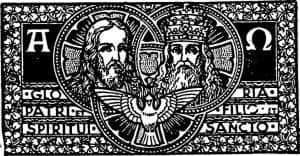 Α Ω
GLO RIA
PATRI FILIO
SPIRITUI SANCTO